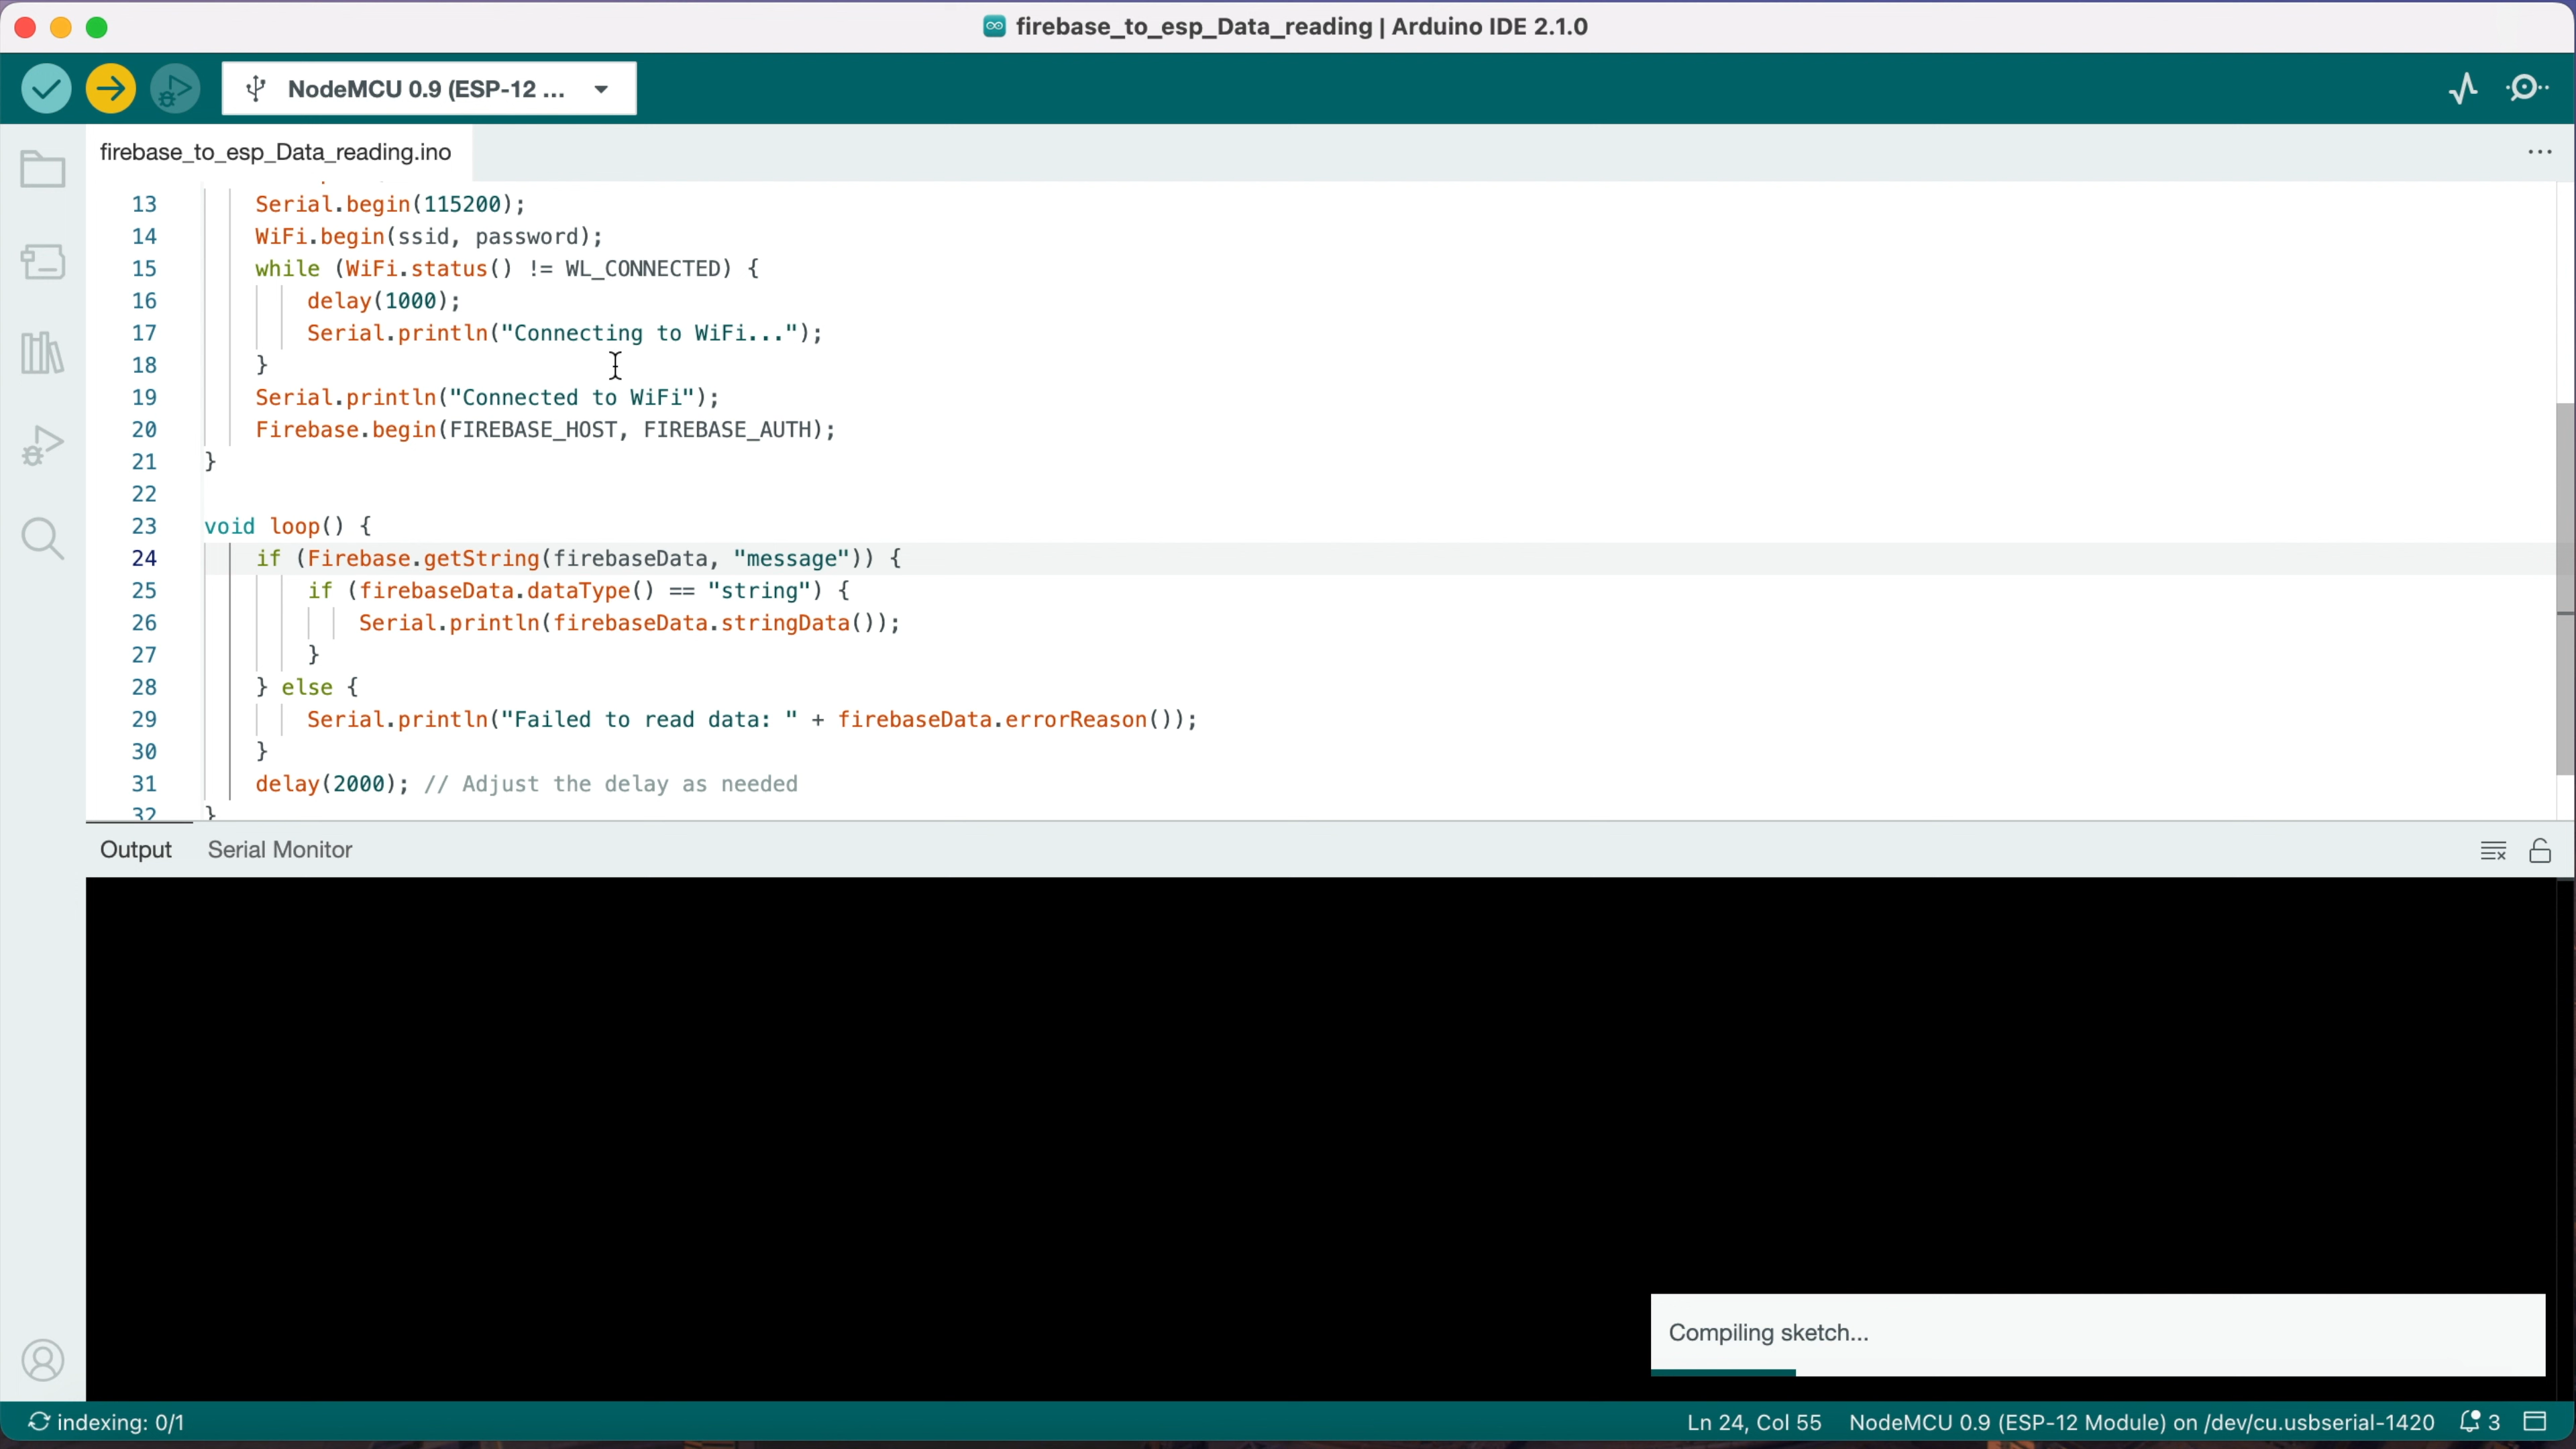 firebase_to_esp_Data_reading | Arduino IDE 2.1.0
NodeMCU 0.9 (ESP-12 ...
firebase_to_esp_Data_reading.ino
...
13 Serial.begin(115200);
14 WiFi.begin(ssid, password);
15 while (WiFi.status() != WL_CONNECTED) {
16 delay(1000);
17 Serial.println("Connecting to WiFi...");
18 }
19 Serial.println("Connected to WiFi");
20 Firebase.begin(FIREBASE_HOST, FIREBASE_AUTH);
21 }
22
23 void loop() {
24 if (Firebase.getString(firebaseData, "message")) {
25 if (firebaseData.dataType() == "string") {
26 Serial.println(firebaseData.stringData());
27 }
28 } else {
29 Serial.println("Failed to read data: " + firebaseData.errorReason());
30 }
31 delay(2000); // Adjust the delay as needed
32 }
Output Serial Monitor
Compiling sketch...
indexing: 0/1 Ln 24, Col 55 NodeMCU 0.9 (ESP-12 Module) on /dev/cu.usbserial-1420 3